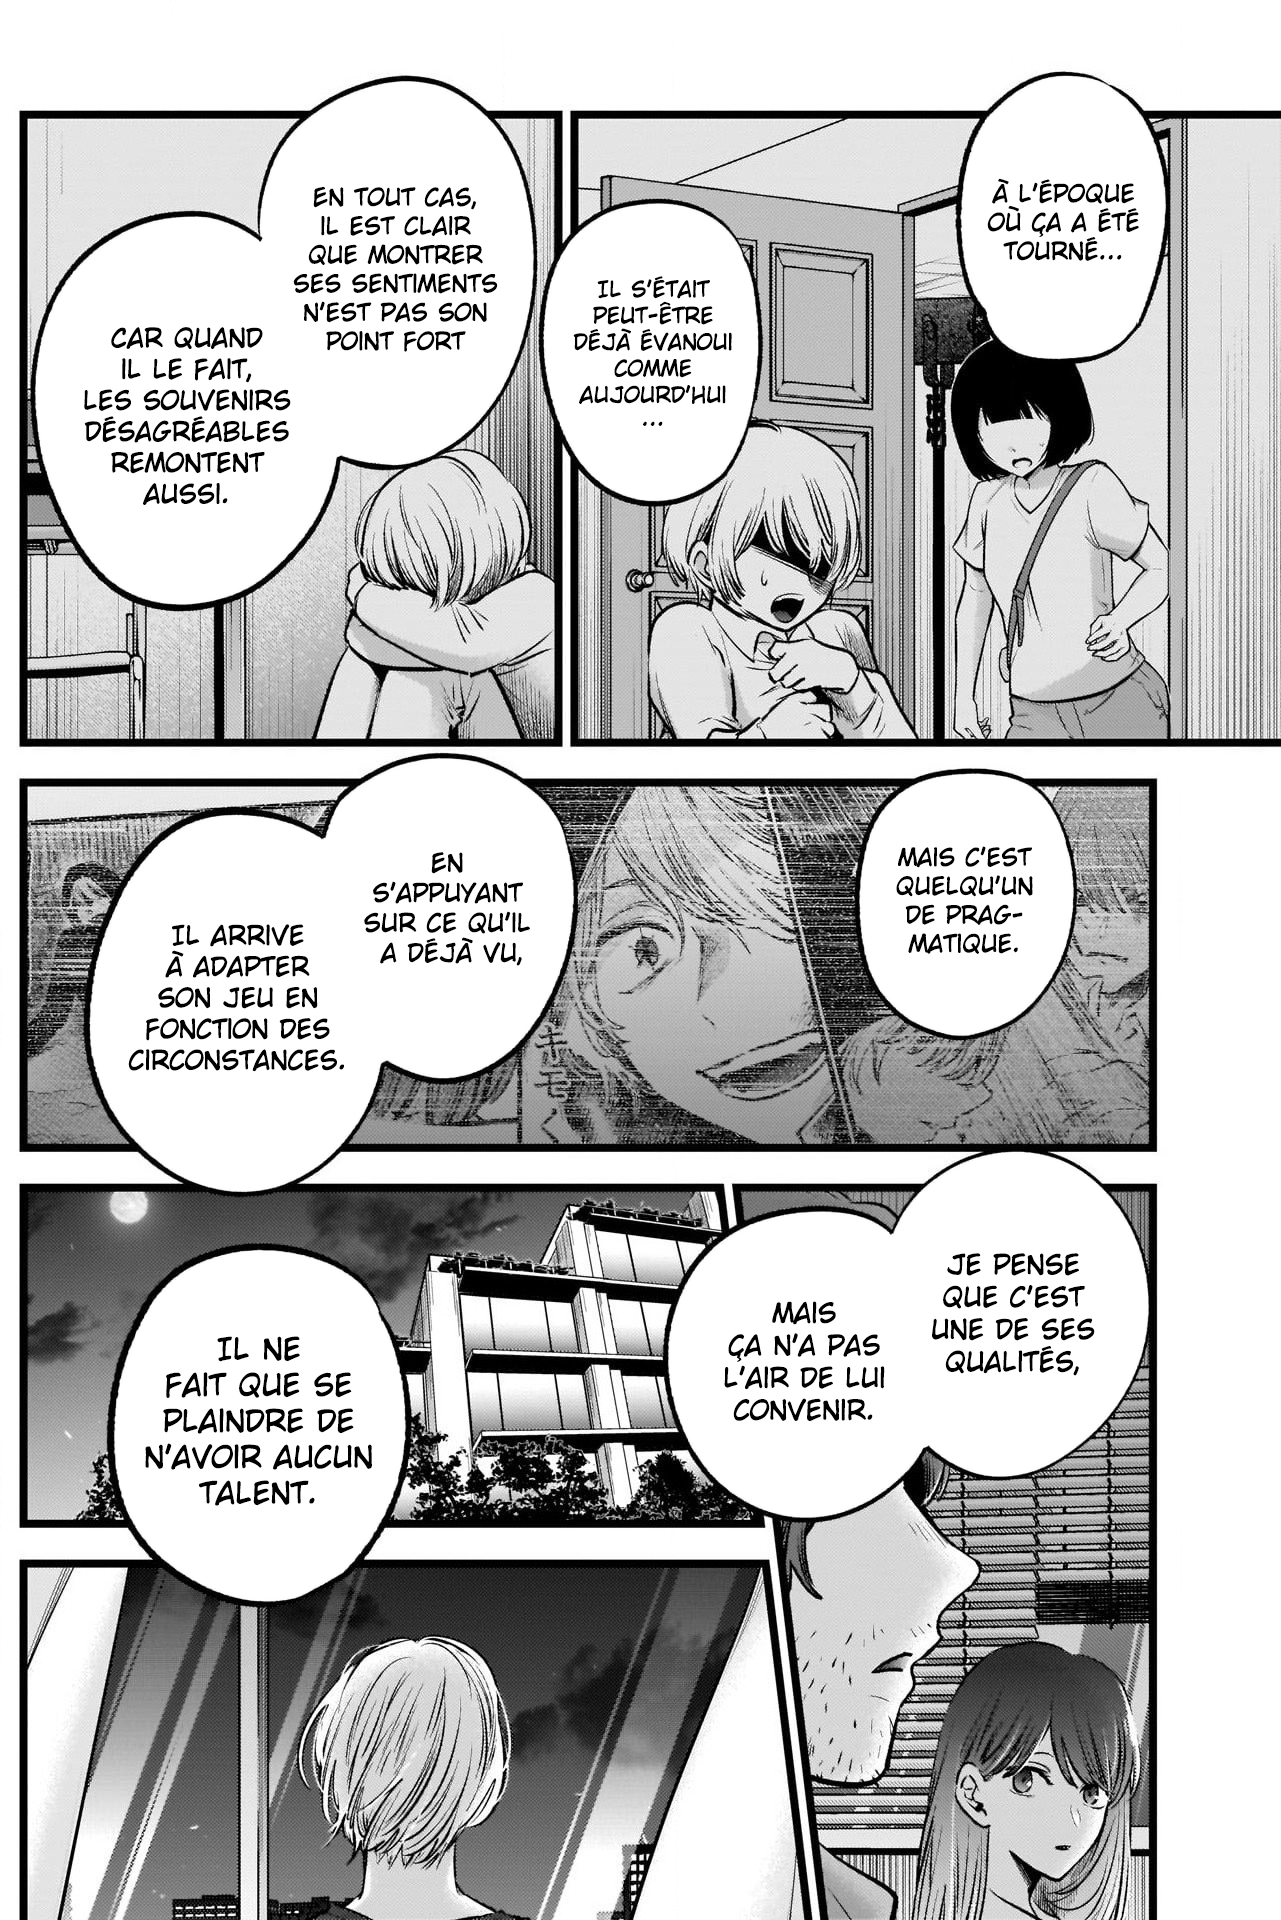 À L'ÉPOQUE
OÙ ÇA A ÉTÉ
TOURNÉ...
IL S'ÉTAIT
PEUT-ÊTRE
DÉJÀ ÉVANOUI
COMME
AUJOURD'HUI
...
EN TOUT CAS,
IL EST CLAIR
QUE MONTRER
SES SENTIMENTS
N'EST PAS SON
POINT FORT
CAR QUAND
IL LE FAIT,
LES SOUVENIRS
DÉSAGRÉABLES
REMONTENT
AUSSI.
MAIS C'EST
QUELQU'UN
DE PRAG-
MATIQUE.
EN
S'APPUYANT
SUR CE QU'IL
A DÉJÀ VU,
IL ARRIVE
À ADAPTER
SON JEU EN
FONCTION DES
CIRCONSTANCES.
キモく
JE PENSE
QUE C'EST
UNE DE SES
QUALITÉS,
MAIS
ÇA N'A PAS
L'AIR DE LUI
CONVENIR.
IL NE
FAIT QUE SE
PLAINDRE DE
N'AVOIR AUCUN
TALENT.